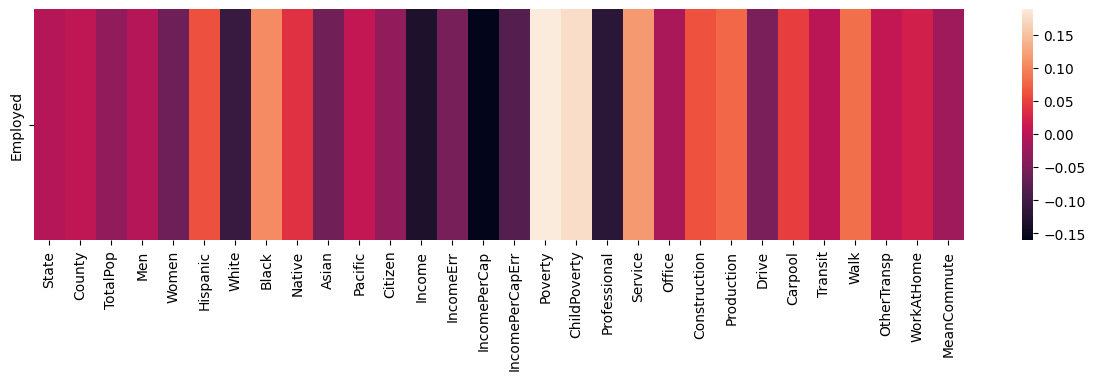 Employed
State
County
TotalPop
Men
Women
Hispanic
White
Black
Native
Asian
Pacific
Citizen
Income
IncomeErr
IncomePerCap
IncomePerCapErr
Poverty
ChildPoverty
Professional
Service
Office
Construction
Production
Drive
Carpool
Transit
Walk
OtherTransp
WorkAtHome
MeanCommute
0.15
0.10
0.05
0.00
−0.05
−0.10
−0.15